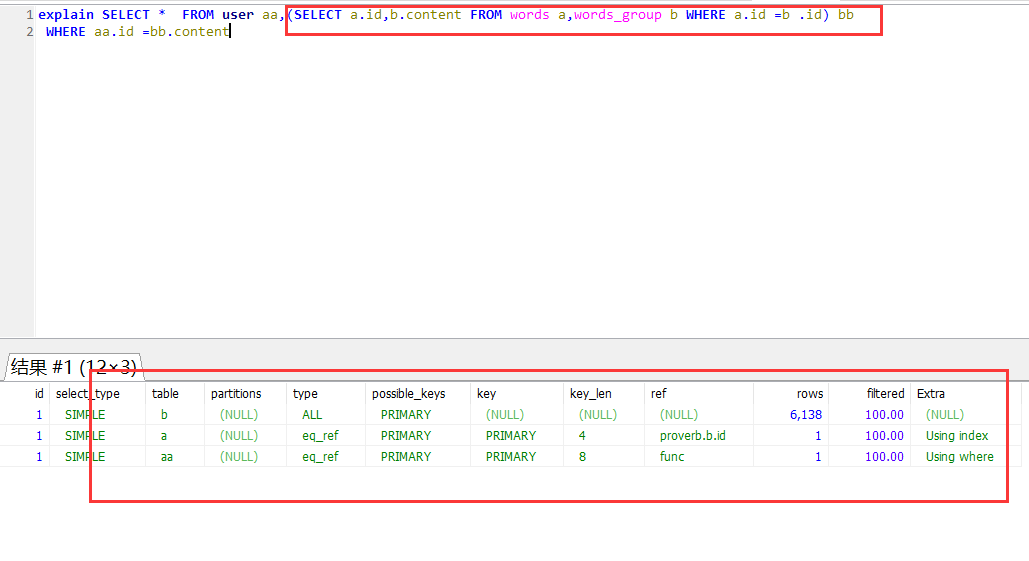 1 explain SELECT *  FROM user aa,(SELECT a.id,b.content FROM words a,words_group b WHERE a.id =b .id) bb
2  WHERE aa.id =bb.content
结果 #1 (12×3)
id select_type table partitions type possible_keys key key_len ref rows filtered Extra
1 SIMPLE b (NULL) ALL PRIMARY (NULL) (NULL) (NULL) 6,138 100.00 (NULL)
1 SIMPLE a (NULL) eq_ref PRIMARY PRIMARY 4 proverb.b.id 1 100.00 Using index
1 SIMPLE aa (NULL) eq_ref PRIMARY PRIMARY 8 func 1 100.00 Using where